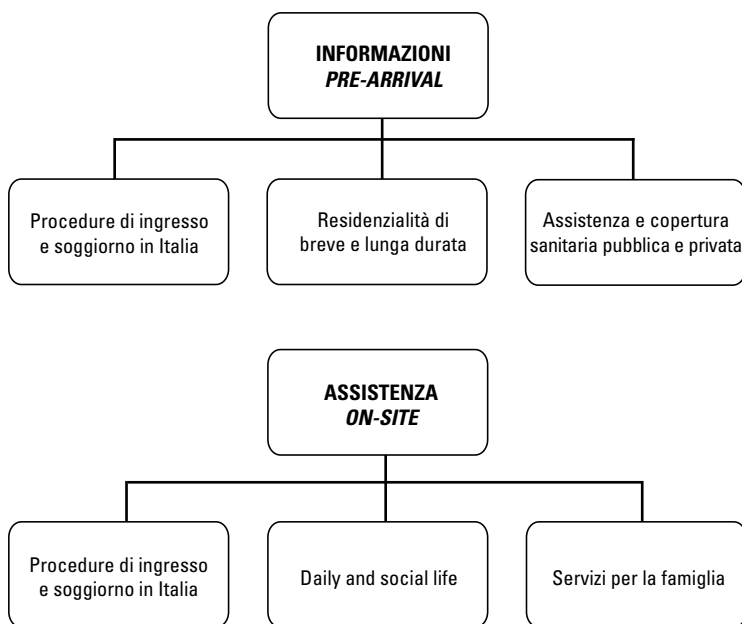 INFORMAZIONI
PRE-ARRIVAL
Procedure di ingresso
e soggiorno in Italia
Residenzialità di
breve e lunga durata
Assistenza e copertura
sanitaria pubblica e privata
ASSISTENZA
ON-SITE
Procedure di ingresso
e soggiorno in Italia
Daily and social life
Servizi per la famiglia